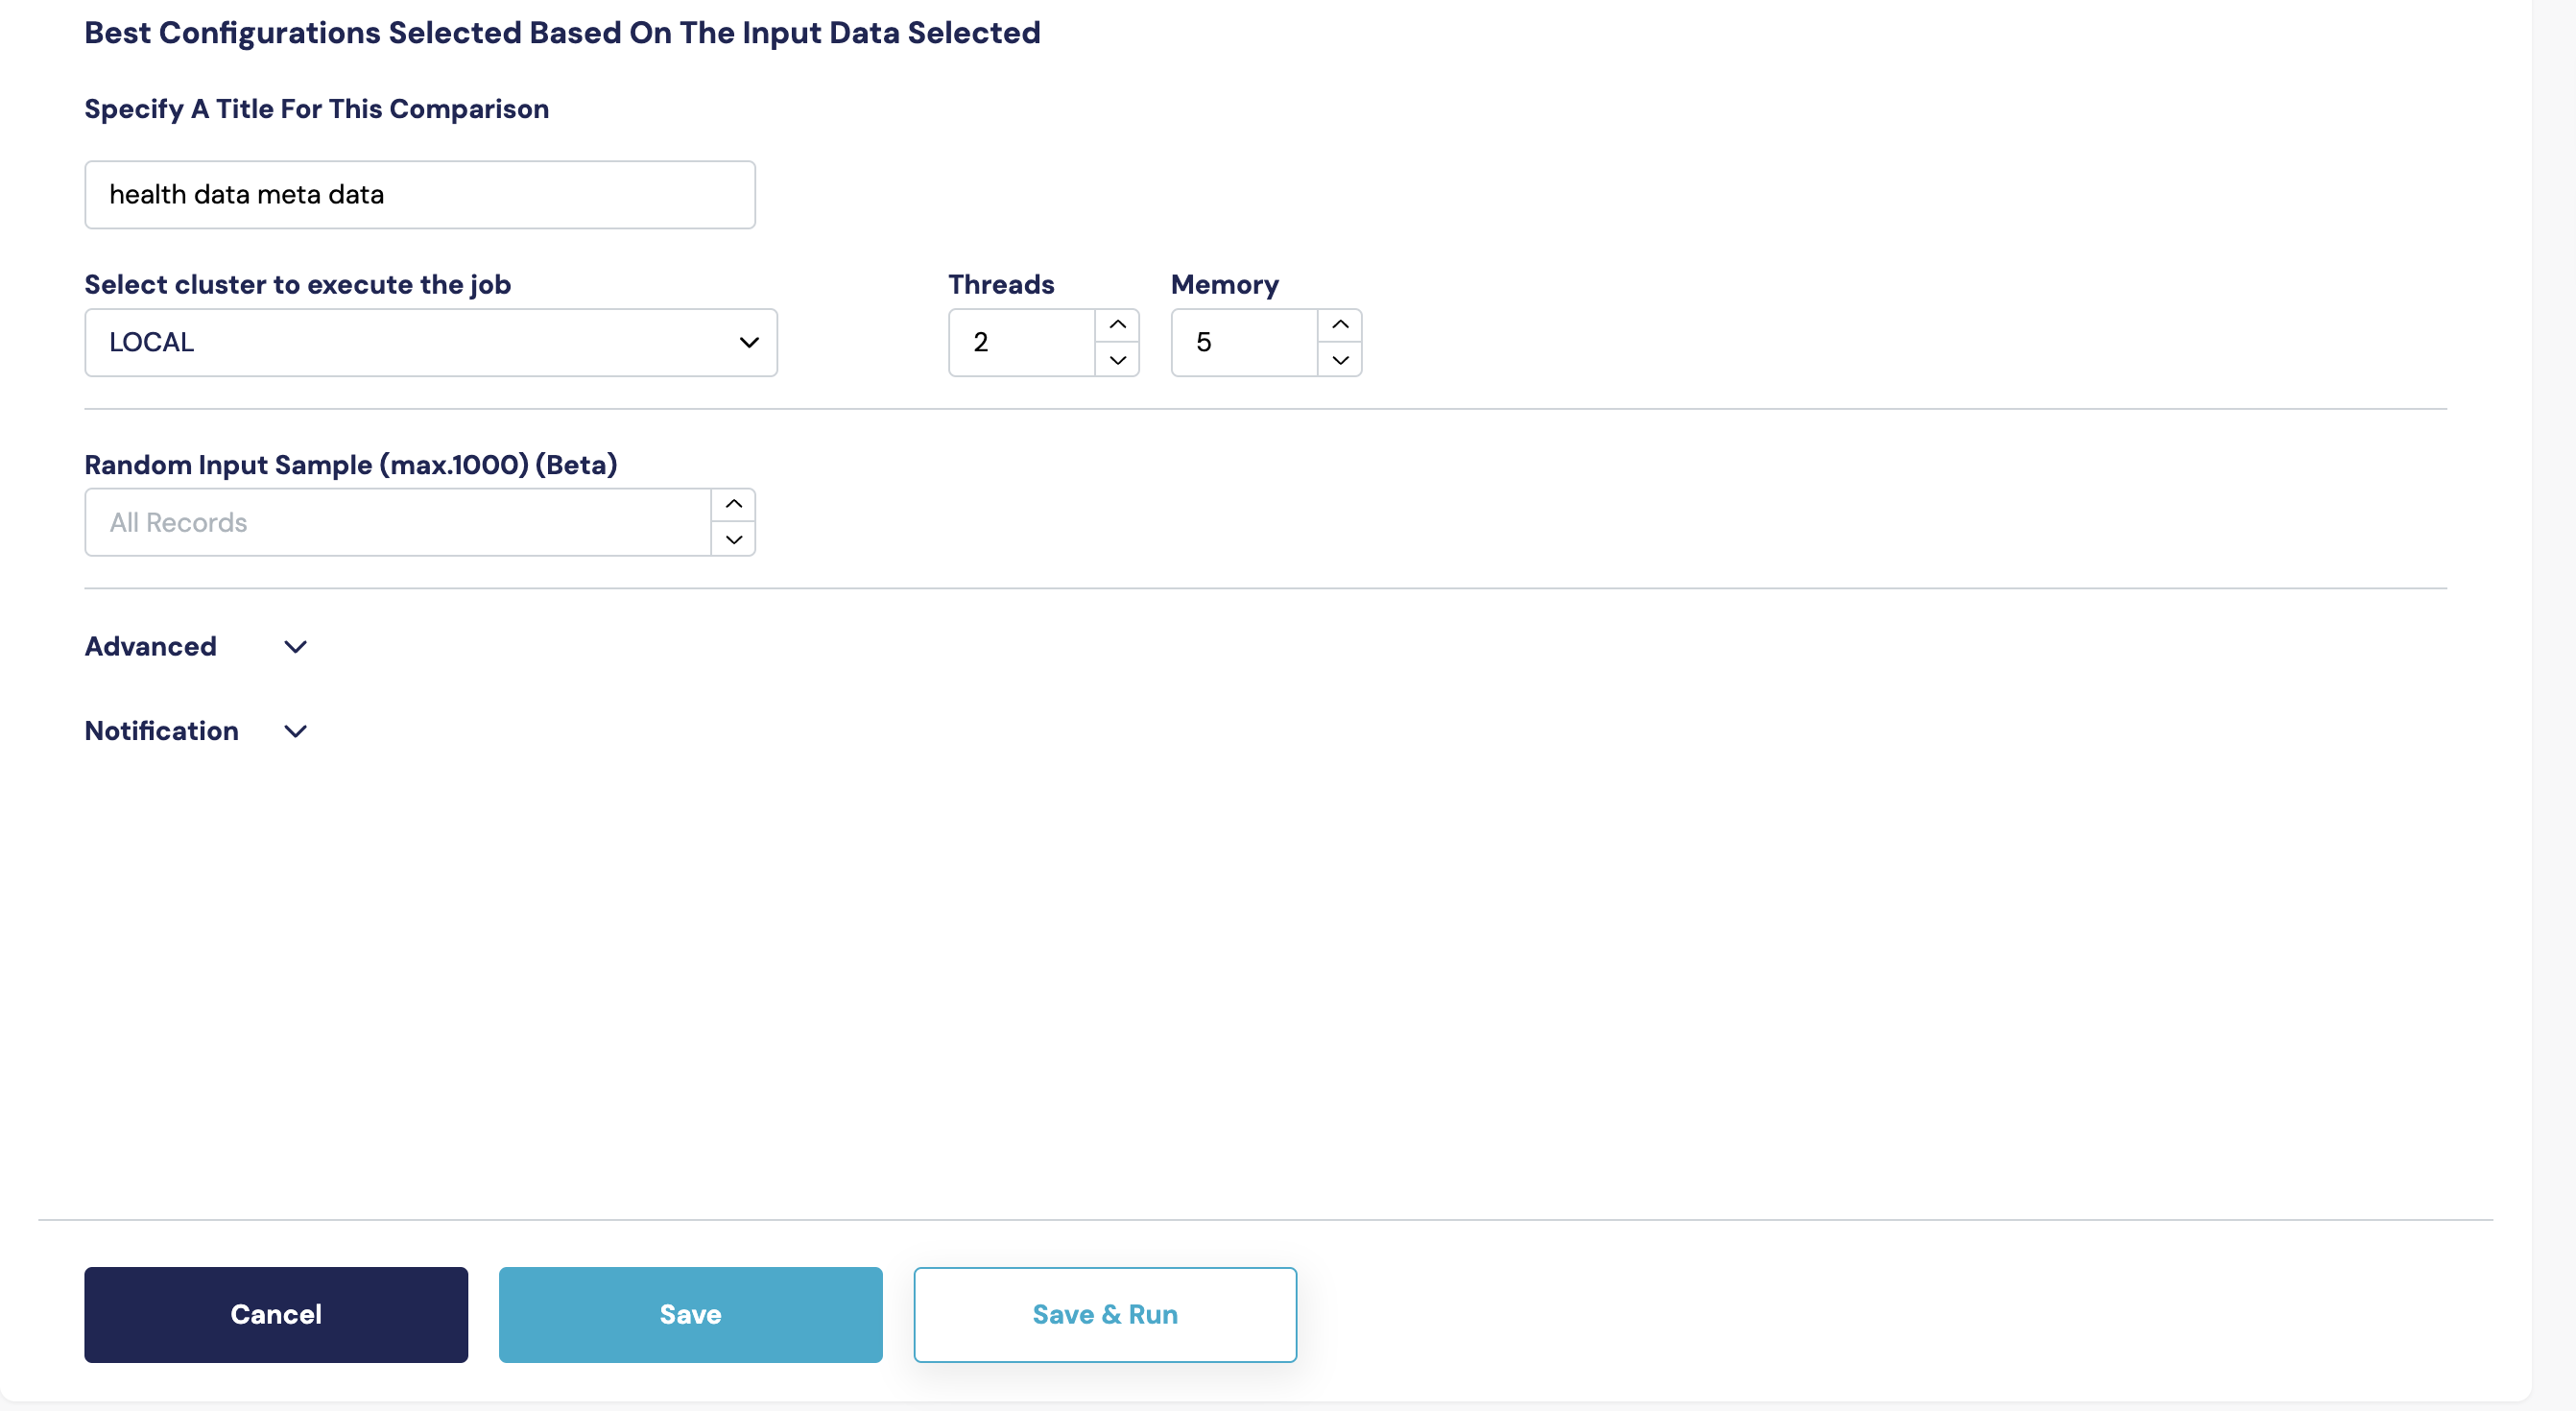 Best Configurations Selected Based On The Input Data Selected
Specify A Title For This Comparison
health data meta data
Select cluster to execute the job
Threads
Memory
LOCAL
2
5
Random Input Sample (max.1000) (Beta)
All Records
Advanced
Notification
Cancel
Save
Save & Run